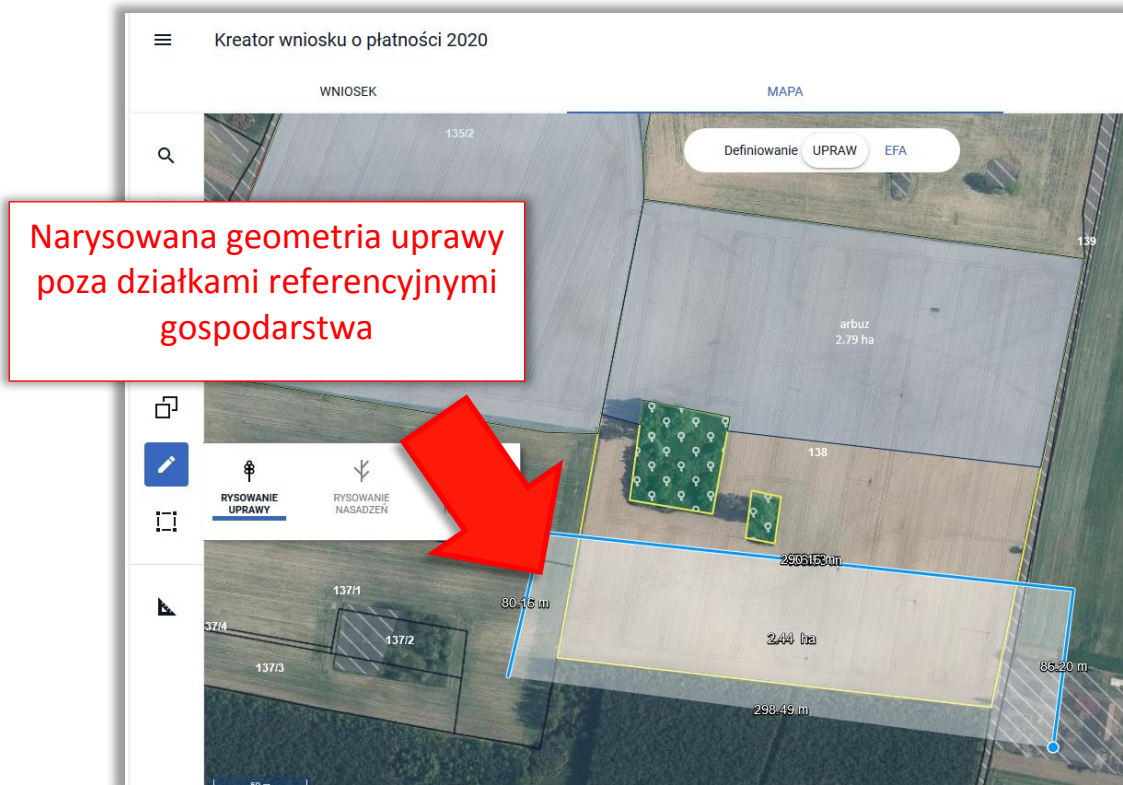 Kreator wniosku o płatności 2020
WNIOSEK
MAPA
135/2
Definiowanie UPRAW EFA
139
Narysowana geometria uprawy
poza działkami referencyjnymi
gospodarstwa
arbuz
2.79 ha
138
RYSOWANIE
UPRAWY
RYSOWANIE
NASADZEŃ
80.16 m
137/1
37/4
137/2
2.44 ha
137/3
86.20 m
298.49 m